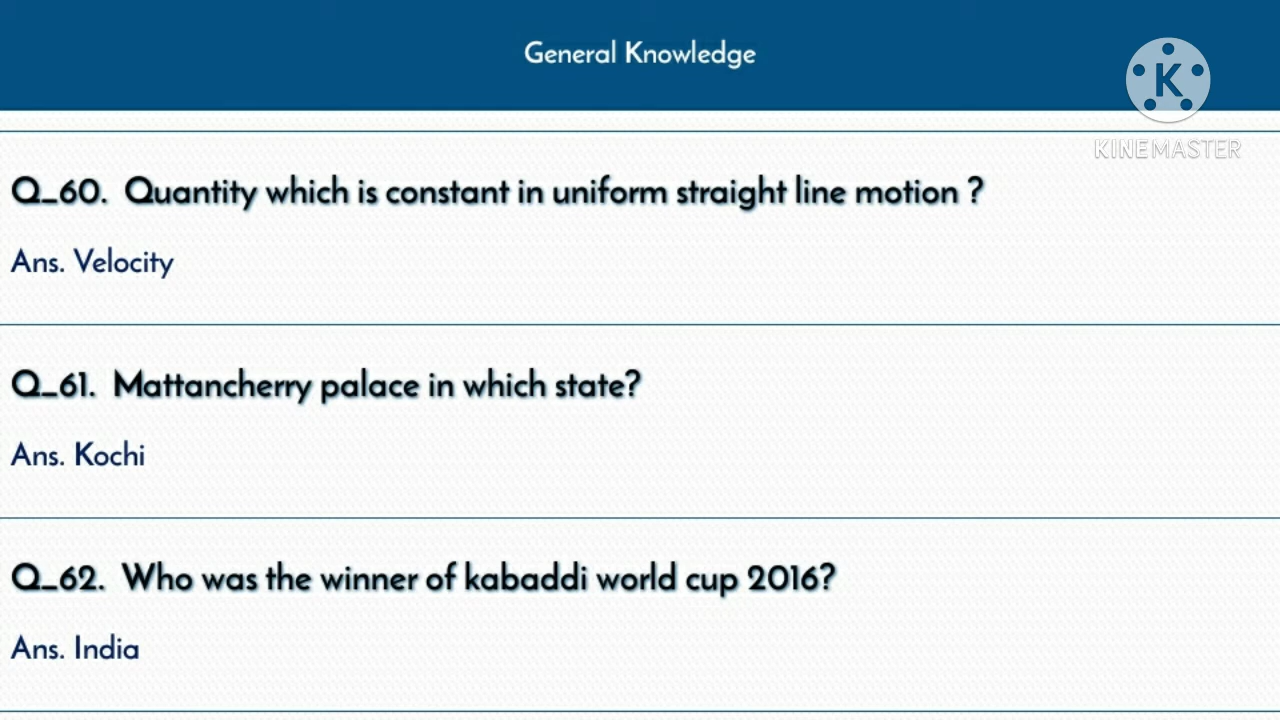 General Knowledge
K
KINEMASTER
Q_60. Quantity which is constant in uniform straight line motion ?
Ans. Velocity
Q_61. Mattancherry palace in which state?
Ans. Kochi
Q_62. Who was the winner of kabaddi world cup 2016?
Ans. India